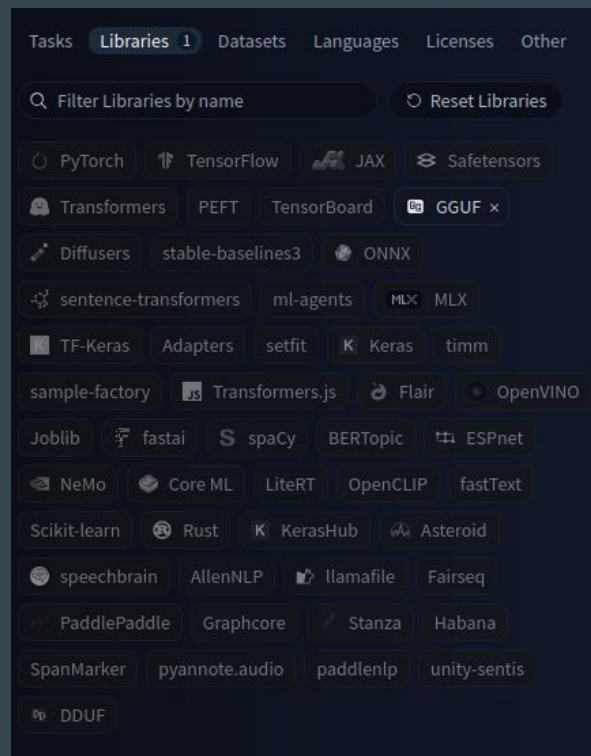 Tasks Libraries 1 Datasets Languages Licenses Other
Filter Libraries by name Reset Libraries
PyTorch TensorFlow JAX Safetensors
Transformers PEFT TensorBoard GGUF ×
Diffusers stable-baselines3 ONNX
sentence-transformers ml-agents MLX MLX
K TF-Keras Adapters setfit K Keras timm
sample-factory JS Transformers.js Flair OpenVINO
Joblib fastai S spaCy BERTopic ESPnet
NeMo Core ML LiteRT OpenCLIP fastText
Scikit-learn Rust K KerasHub Asteroid
speechbrain AllenNLP llamafile Fairseq
PaddlePaddle Graphcore Stanza Habana
SpanMarker pyannote.audio paddlenlp unity-sentis
DD DDUF